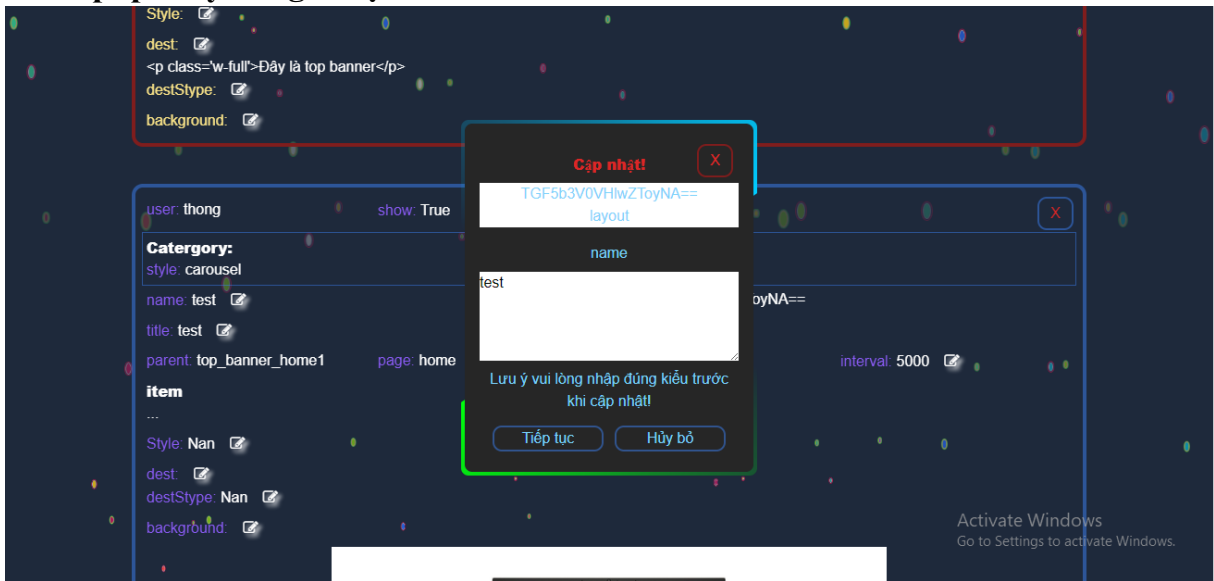 Style:
dest:
<p class='w-full'>Đây là top banner</p>
destStype:
background:
Cập nhật!
X
TGF5b3V0VHlwZToyNA==
layout
user: thong
show: True
X
Catergory:
style: carousel
name
name: test
oyNA==
test
title: test
parent: top_banner_home1
page: home
interval: 5000
Lưu ý vui lòng nhập đúng kiểu trước
khi cập nhật!
item
...
Tiếp tục
Hủy bỏ
Style: Nan
dest:
destStype: Nan
background:
Activate Windows
Go to Settings to activate Windows.